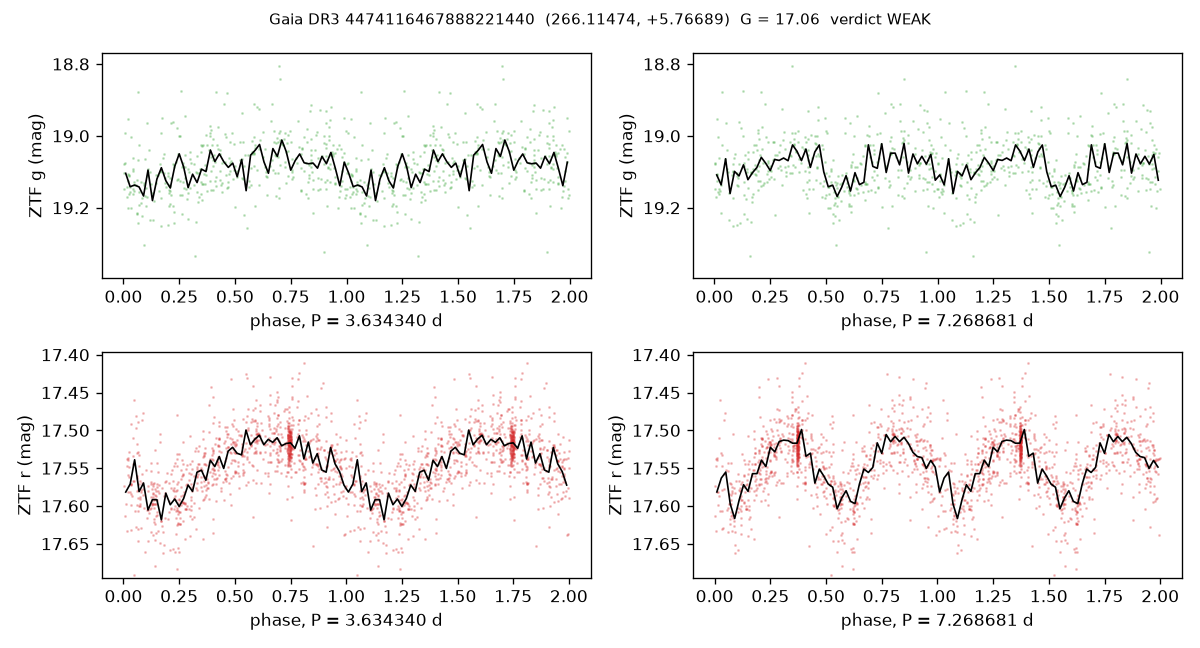 Gaia DR3 4474116467888221440 (266.11474, +5.76689) G = 17.06 verdict WEAK
18.8
19.0
19.2
ZTF g (mag)
0.00 0.25 0.50 0.75 1.00 1.25 1.50 1.75 2.00
phase, P = 3.634340 d
18.8
19.0
19.2
ZTF g (mag)
0.00 0.25 0.50 0.75 1.00 1.25 1.50 1.75 2.00
phase, P = 7.268681 d
17.40
17.45
17.50
17.55
17.60
17.65
ZTF r (mag)
0.00 0.25 0.50 0.75 1.00 1.25 1.50 1.75 2.00
phase, P = 3.634340 d
17.40
17.45
17.50
17.55
17.60
17.65
ZTF r (mag)
0.00 0.25 0.50 0.75 1.00 1.25 1.50 1.75 2.00
phase, P = 7.268681 d